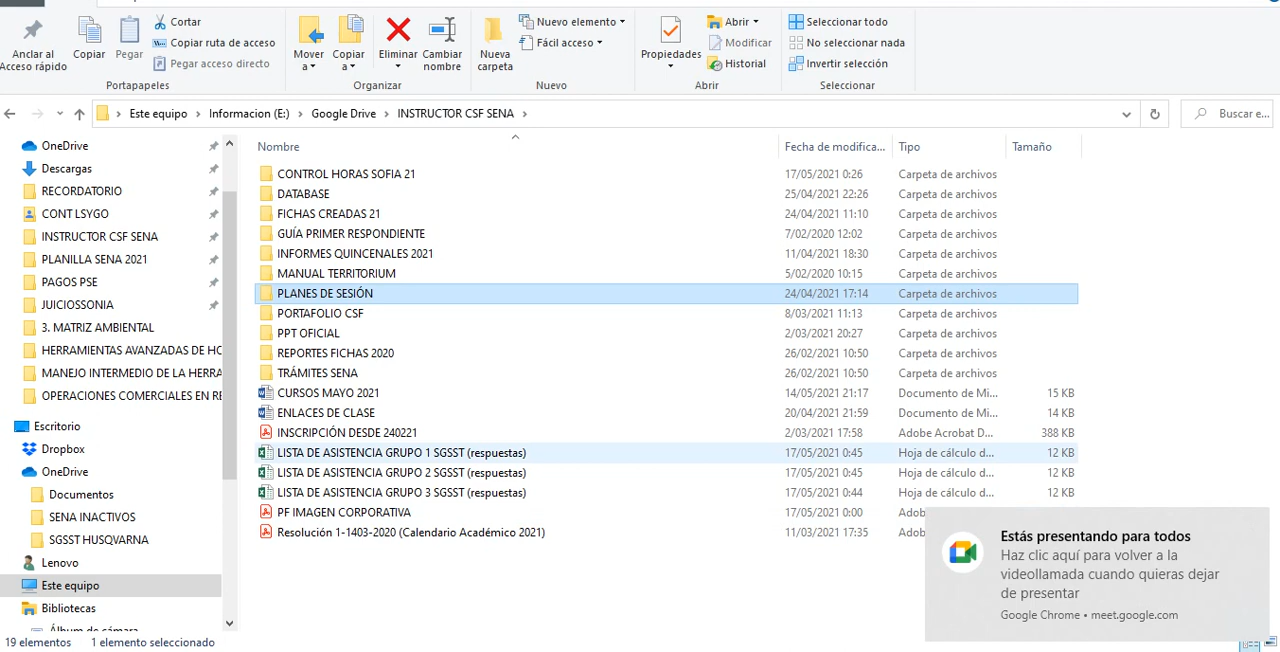 Anclar al
Acceso rápido
Copiar
Pegar
Cortar
Copiar ruta de acceso
Pegar acceso directo
Portapapeles
Mover
a
Copiar
a
Eliminar
Cambiar
nombre
Organizar
Nueva
carpeta
Nuevo elemento
Fácil acceso
Nuevo
Propiedades
Abrir
Modificar
Historial
Abrir
Seleccionar todo
No seleccionar nada
Invertir selección
Seleccionar
Este equipo > Informacion (E:) > Google Drive > INSTRUCTOR CSF SENA >
Buscar e...
OneDrive
Descargas
RECORDATORIO
CONT LSYGO
INSTRUCTOR CSF SENA
PLANILLA SENA 2021
PAGOS PSE
JUICIOSSONIA
3. MATRIZ AMBIENTAL
HERRAMIENTAS AVANZADAS DE HO
MANEJO INTERMEDIO DE LA HERRA
OPERACIONES COMERCIALES EN RE
Escritorio
Dropbox
OneDrive
Documentos
SENA INACTIVOS
SGSST HUSQVARNA
Lenovo
Este equipo
Bibliotecas
Álbum de cámara
Nombre Fecha de modifica... Tipo Tamaño
CONTROL HORAS SOFIA 21 17/05/2021 0:26 Carpeta de archivos
DATABASE 25/04/2021 22:26 Carpeta de archivos
FICHAS CREADAS 21 24/04/2021 11:10 Carpeta de archivos
GUÍA PRIMER RESPONDIENTE 7/02/2020 12:02 Carpeta de archivos
INFORMES QUINCENALES 2021 11/04/2021 18:30 Carpeta de archivos
MANUAL TERRITORIUM 5/02/2020 10:15 Carpeta de archivos
PLANES DE SESIÓN 24/04/2021 17:14 Carpeta de archivos
PORTAFOLIO CSF 8/03/2021 11:13 Carpeta de archivos
PPT OFICIAL 2/03/2021 20:27 Carpeta de archivos
REPORTES FICHAS 2020 26/02/2021 10:50 Carpeta de archivos
TRÁMITES SENA 26/02/2021 10:50 Carpeta de archivos
CURSOS MAYO 2021 14/05/2021 21:17 Documento de Mi... 15 KB
ENLACES DE CLASE 20/04/2021 21:59 Documento de Mi... 14 KB
INSCRIPCIÓN DESDE 240221 2/03/2021 17:58 Adobe Acrobat D... 388 KB
LISTA DE ASISTENCIA GRUPO 1 SGSST (respuestas) 17/05/2021 0:45 Hoja de cálculo d... 12 KB
LISTA DE ASISTENCIA GRUPO 2 SGSST (respuestas) 17/05/2021 0:45 Hoja de cálculo d... 12 KB
LISTA DE ASISTENCIA GRUPO 3 SGSST (respuestas) 17/05/2021 0:44 Hoja de cálculo d... 12 KB
PF IMAGEN CORPORATIVA 17/05/2021 0:00 Adob
Resolución 1-1403-2020 (Calendario Académico 2021) 11/03/2021 17:35 Adob
Estás presentando para todos
Haz clic aquí para volver a la
videollamada cuando quieras dejar
de presentar
Google Chrome • meet.google.com
19 elementos 1 elemento seleccionado